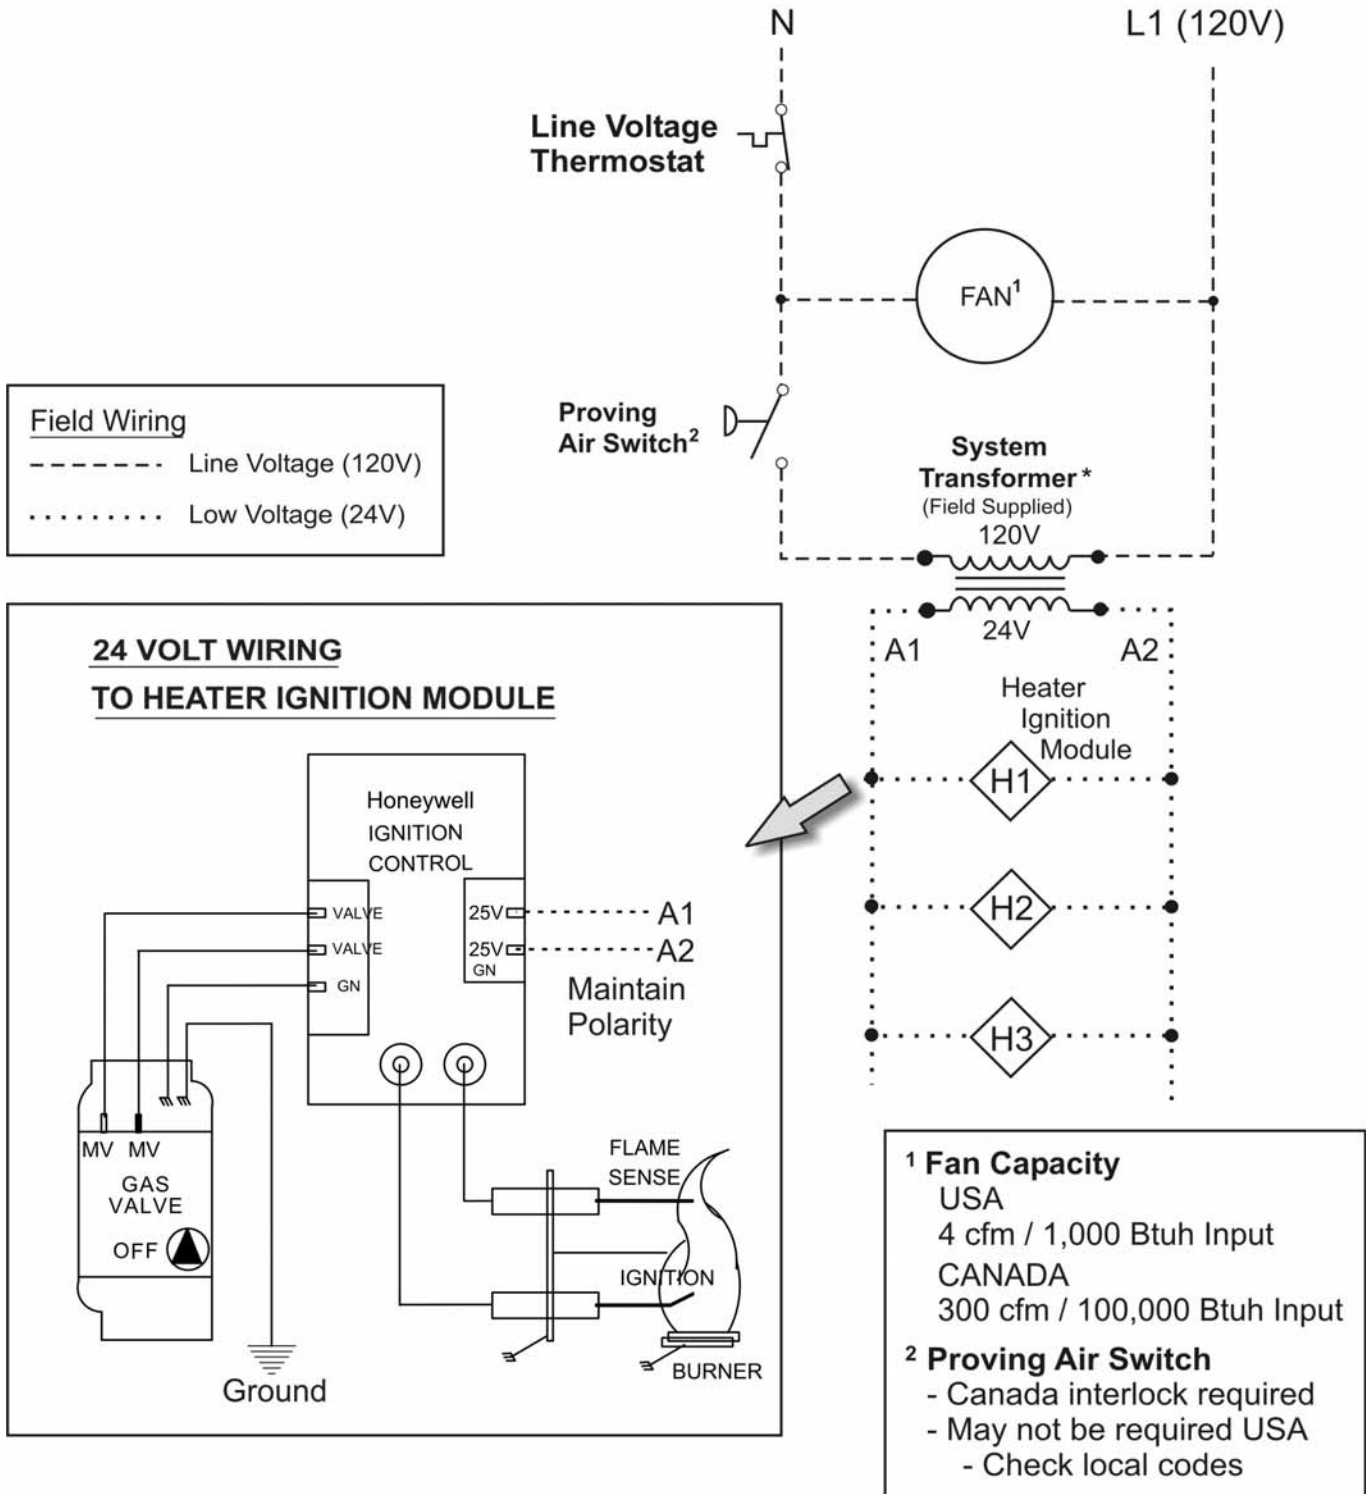 N
L1 (120V)
Line Voltage
Thermostat
FAN¹
Field Wiring
Line Voltage (120V)
Low Voltage (24V)
Proving
Air Switch²
System
Transformer*
(Field Supplied)
120V
24V
A1
A2
Heater
Ignition
Module
H1
H2
H3
24 VOLT WIRING
TO HEATER IGNITION MODULE
Honeywell
IGNITION
CONTROL
VALVE
VALVE
GN
25V
25V
GN
A1
A2
Maintain
Polarity
MV MV
GAS
VALVE
OFF
Ground
FLAME
SENSE
IGNITION
BURNER
¹ Fan Capacity
USA
4 cfm / 1,000 Btuh Input
CANADA
300 cfm / 100,000 Btuh Input
² Proving Air Switch
- Canada interlock required
- May not be required USA
- Check local codes